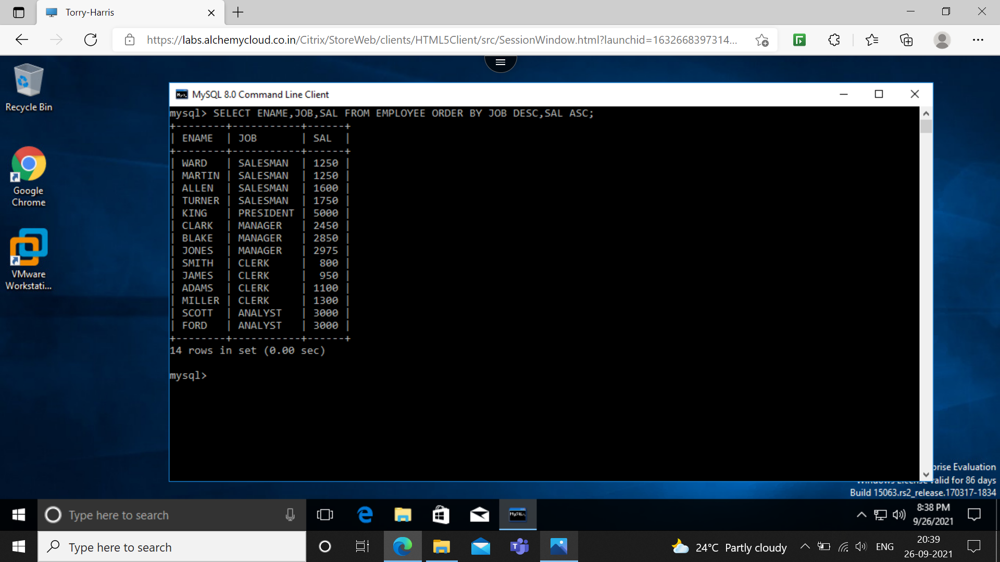 Torry-Harris
https://labs.alchemycloud.co.in/Citrix/StoreWeb/clients/HTML5Client/src/SessionWindow.html?launchid=1632668397314...
Recycle Bin
Google
Chrome
VMware
Workstati...
MySQL 8.0 Command Line Client
mysql> SELECT ENAME,JOB,SAL FROM EMPLOYEE ORDER BY JOB DESC,SAL ASC;
+--------+-----------+------+
| ENAME  | JOB       | SAL  |
+--------+-----------+------+
| WARD   | SALESMAN  | 1250 |
| MARTIN | SALESMAN  | 1250 |
| ALLEN  | SALESMAN  | 1600 |
| TURNER | SALESMAN  | 1750 |
| KING   | PRESIDENT | 5000 |
| CLARK  | MANAGER   | 2450 |
| BLAKE  | MANAGER   | 2850 |
| JONES  | MANAGER   | 2975 |
| SMITH  | CLERK     |  800 |
| JAMES  | CLERK     |  950 |
| ADAMS  | CLERK     | 1100 |
| MILLER | CLERK     | 1300 |
| SCOTT  | ANALYST   | 3000 |
| FORD   | ANALYST   | 3000 |
+--------+-----------+------+
14 rows in set (0.00 sec)
mysql>
prise Evaluation
Windows License valid for 86 days
Build 15063.rs2_release.170317-1834
Type here to search
8:38 PM
9/26/2021
Type here to search
24°C Partly cloudy
ENG
20:39
26-09-2021